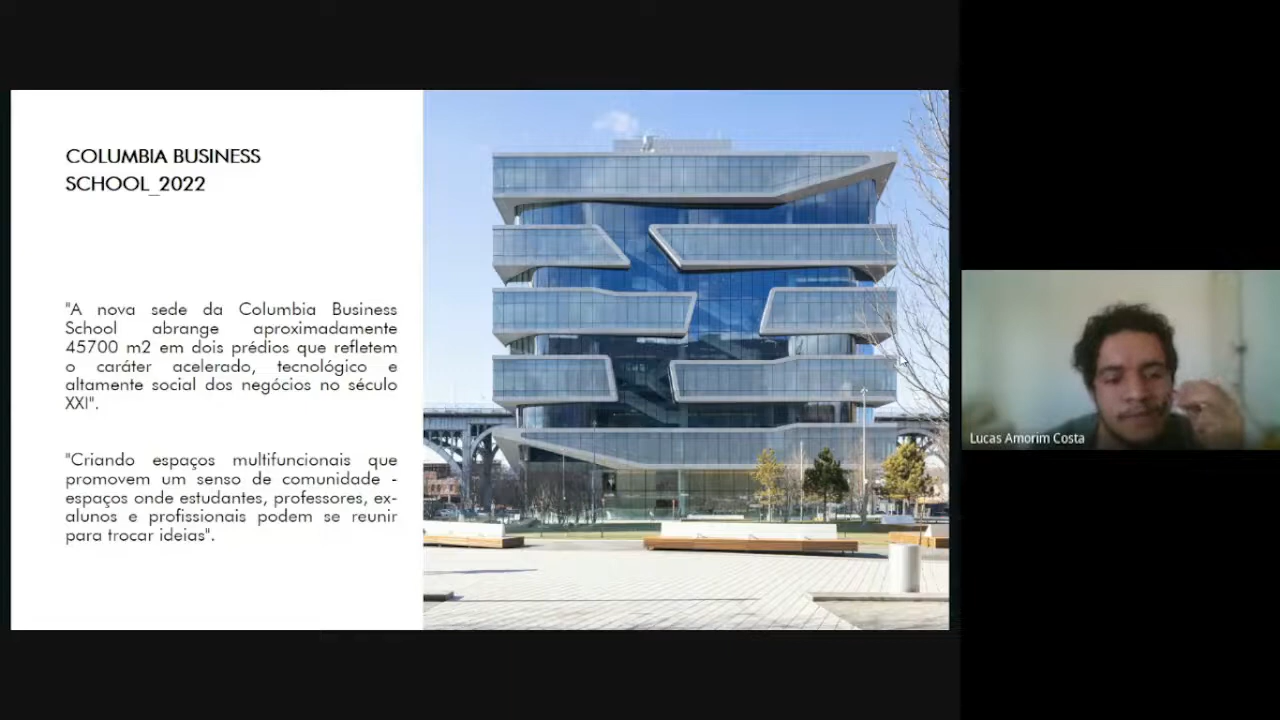 COLUMBIA BUSINESS
SCHOOL_2022
"A nova sede da Columbia Business
School abrange aproximadamente
45700 m2 em dois prédios que refletem
o caráter acelerado, tecnológico e
altamente social dos negócios no século
XXI".
"Criando espaços multifuncionais que
promovem um senso de comunidade -
espaços onde estudantes, professores, ex-
alunos e profissionais podem se reunir
para trocar ideias".
Lucas Amorim Costa